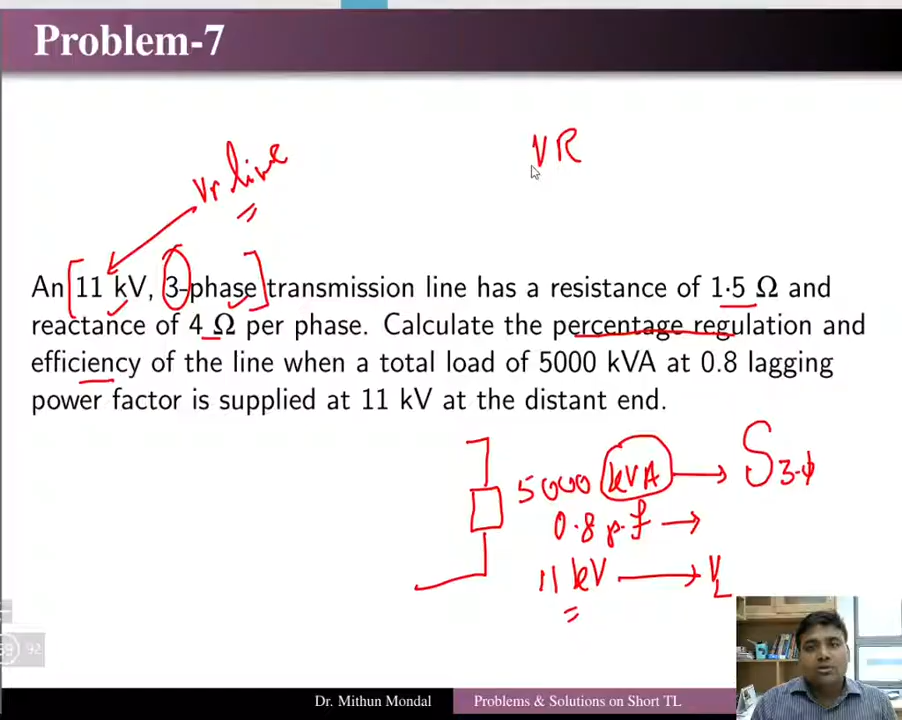 Problem-7
VR
Vr line
An [11 kV, 3-phase] transmission line has a resistance of 1·5 Ω and
reactance of 4 Ω per phase. Calculate the percentage regulation and
efficiency of the line when a total load of 5000 kVA at 0.8 lagging
power factor is supplied at 11 kV at the distant end.
5000 kVA → S3-ϕ
0.8 p.f →
11 kV → VL
59 92
Dr. Mithun Mondal Problems & Solutions on Short TL